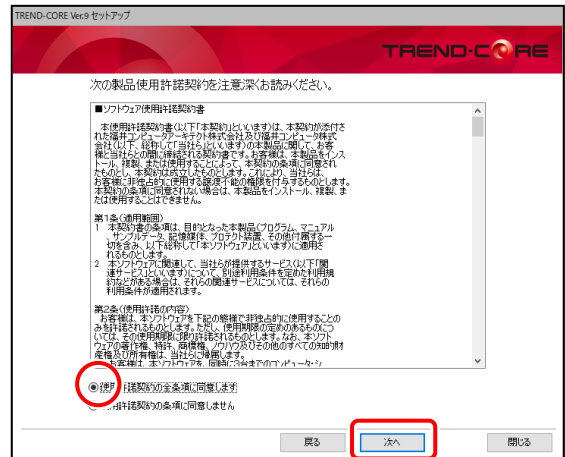 TREND-CORE Ver.9 セットアップ
TREND-CORE
次の製品使用許諾契約を注意深くお読みください。
■ソフトウェア使用許諾契約書
本使用許諾契約書(以下「本契約」といいます)は、本契約が添付さ
れた福井コンピュータアーキテクト株式会社及び福井コンピュータ株式
会社(以下、総称して「当社ら」といいます)の本製品に関して、お客
様と当社らとの間に締結される契約書です。お客様は、本製品をインス
トール、複製、または使用することによって、本契約の条項に同意され
たものとし、本契約は成立したものとします。これにより、当社らは、
お客様に非独占的に使用する譲渡不能の権限を付与するものとします。
本契約の条項に同意されない場合は、本製品をインストール、複製、ま
たは使用することはできません。
第1条(適用範囲)
1 本契約書の条項は、目的となった本製品(プログラム、マニュアル
、サンプルデータ、記憶媒体、プロテクト装置、その他付属する一
切を含み、以下総称して「本ソフトウェア」といいます)に適用さ
れるものとします。
2 本ソフトウェアに関連して、当社らが提供するサービス(以下「関
連サービス」といいます)について、別途利用条件を定めた利用規
約などがある場合は、それらの関連サービスについては、それらの
利用条件が適用されます。
第2条(使用許諾の内容)
お客様は、本ソフトウェアを下記の態様で非独占的に使用することの
みを許諾されるものとします。ただし、使用期限の定めのあるものにつ
いては、その使用期限に限り許諾されるものとします。なお、本ソフト
ウェアの著作権、特許、商標権、ノウハウ及びその他のすべての知的財
産権及び所有権は、当社らに帰属します。
お客様は、本ソフトウェアを、同時に3台までのコンピュータ・シ
使用許諾契約の全条項に同意します
使用許諾契約の条項に同意しません
戻る
次へ
閉じる